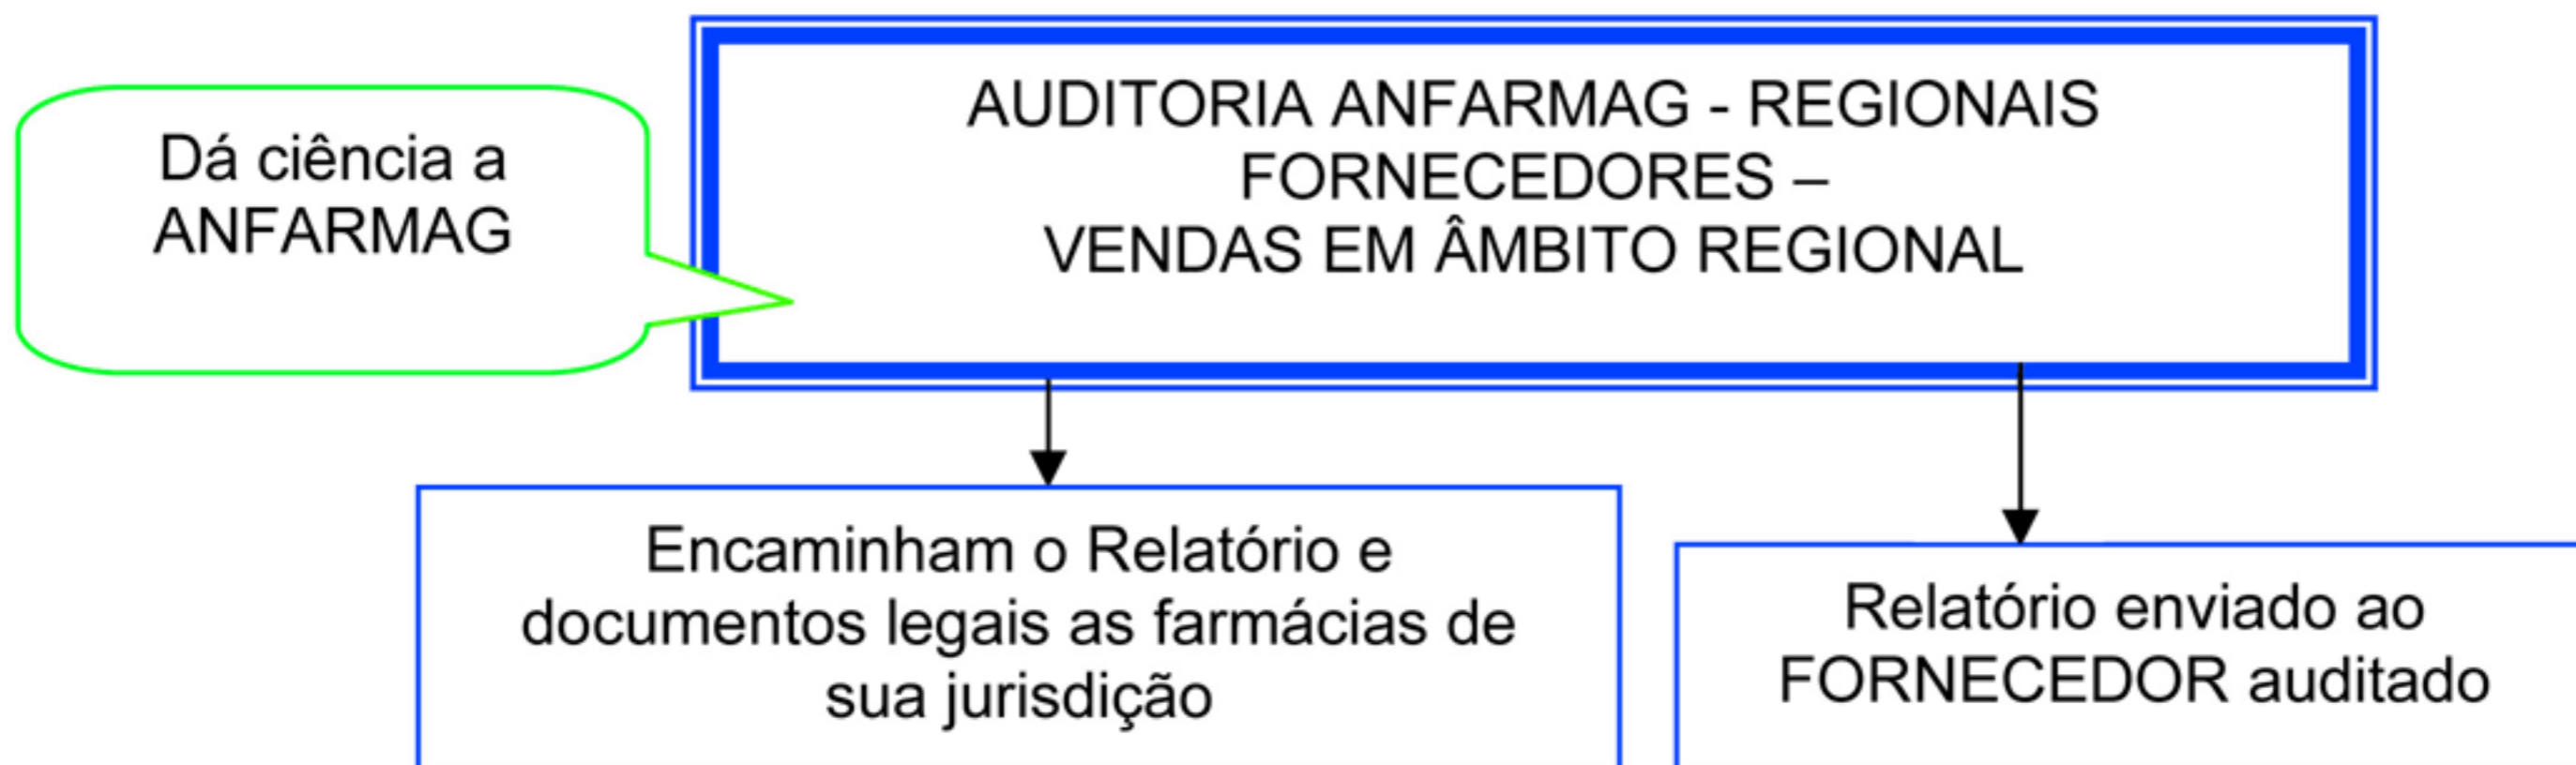 Dá ciência a
ANFARMAG
AUDITORIA ANFARMAG - REGIONAIS
FORNECEDORES –
VENDAS EM ÂMBITO REGIONAL
Encaminham o Relatório e
documentos legais as farmácias de
sua jurisdição
Relatório enviado ao
FORNECEDOR auditado